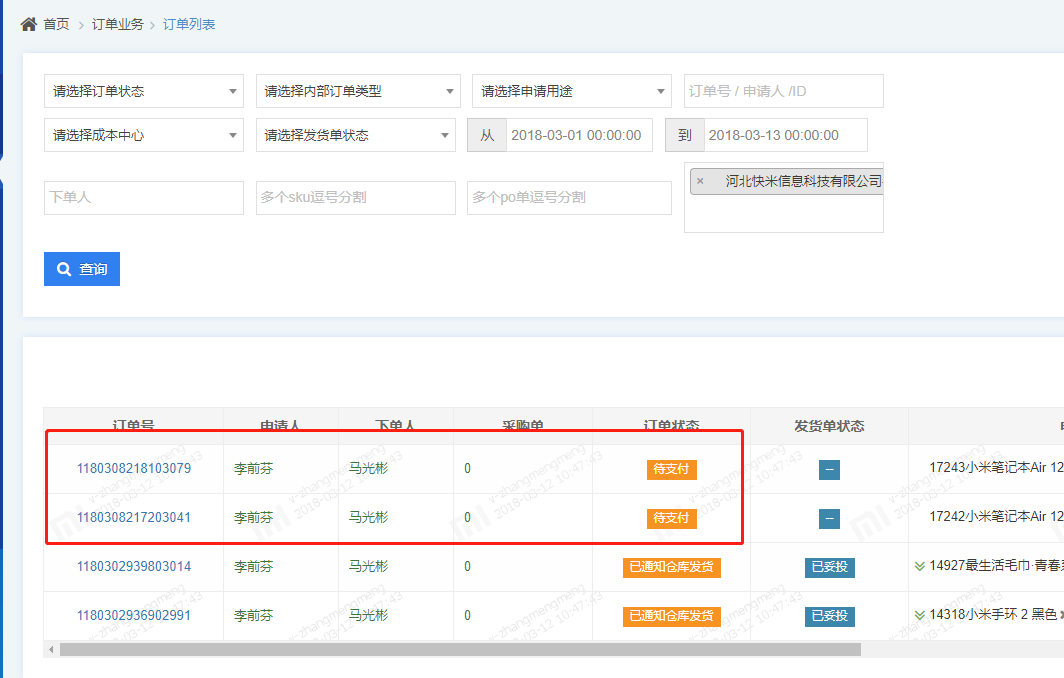 首页 > 订单业务 > 订单列表
请选择订单状态 请选择内部订单类型 请选择申请用途 订单号 / 申请人 /ID
请选择成本中心 请选择发货单状态 从 2018-03-01 00:00:00 到 2018-03-13 00:00:00
下单人 多个sku逗号分割 多个po单逗号分割 × 河北快米信息科技有限公司
查询
订单号 申请人 下单人 采购单 订单状态 发货单状态
1180308218103079 李前芬 马光彬 0 待支付 -- 17243小米笔记本Air 12
1180308217203041 李前芬 马光彬 0 待支付 -- 17242小米笔记本Air 12
1180302939803014 李前芬 马光彬 0 已通知仓库发货 已妥投 14927最生活毛巾·青春
1180302936902991 李前芬 马光彬 0 已通知仓库发货 已妥投 14318小米手环 2 黑色
x-zhangmengmeng
2018-03-12 10:47:43